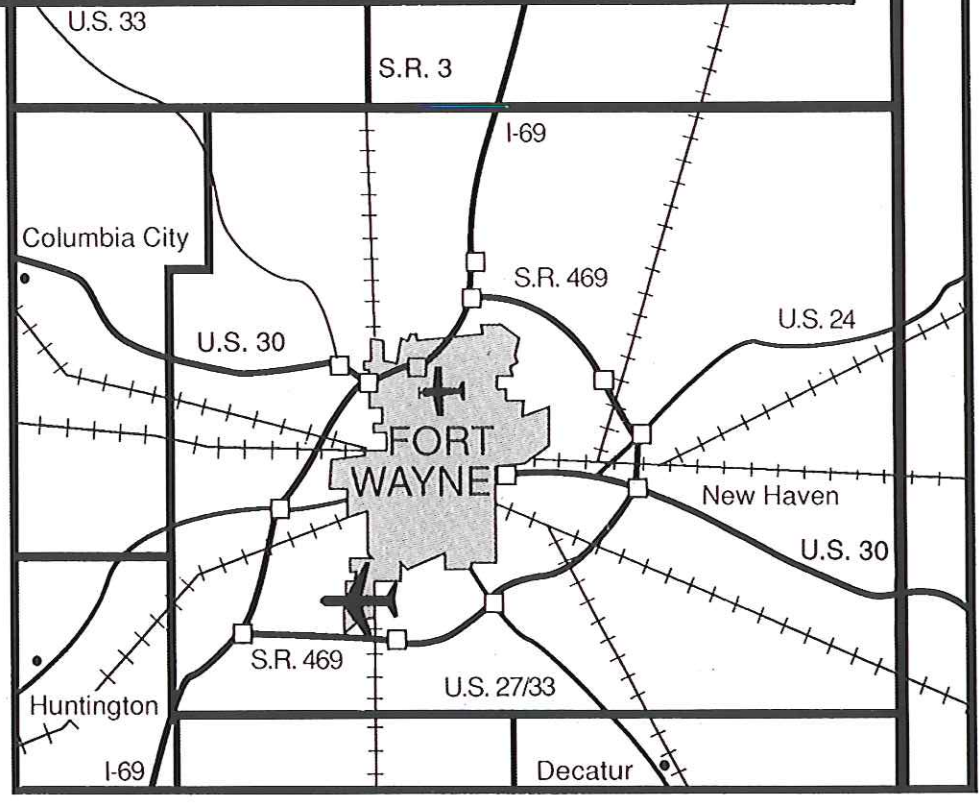 U.S. 33
S.R. 3
I-69
Columbia City
S.R. 469
U.S. 24
U.S. 30
FORT
WAYNE
New Haven
U.S. 30
S.R. 469
U.S. 27/33
Huntington
I-69
Decatur